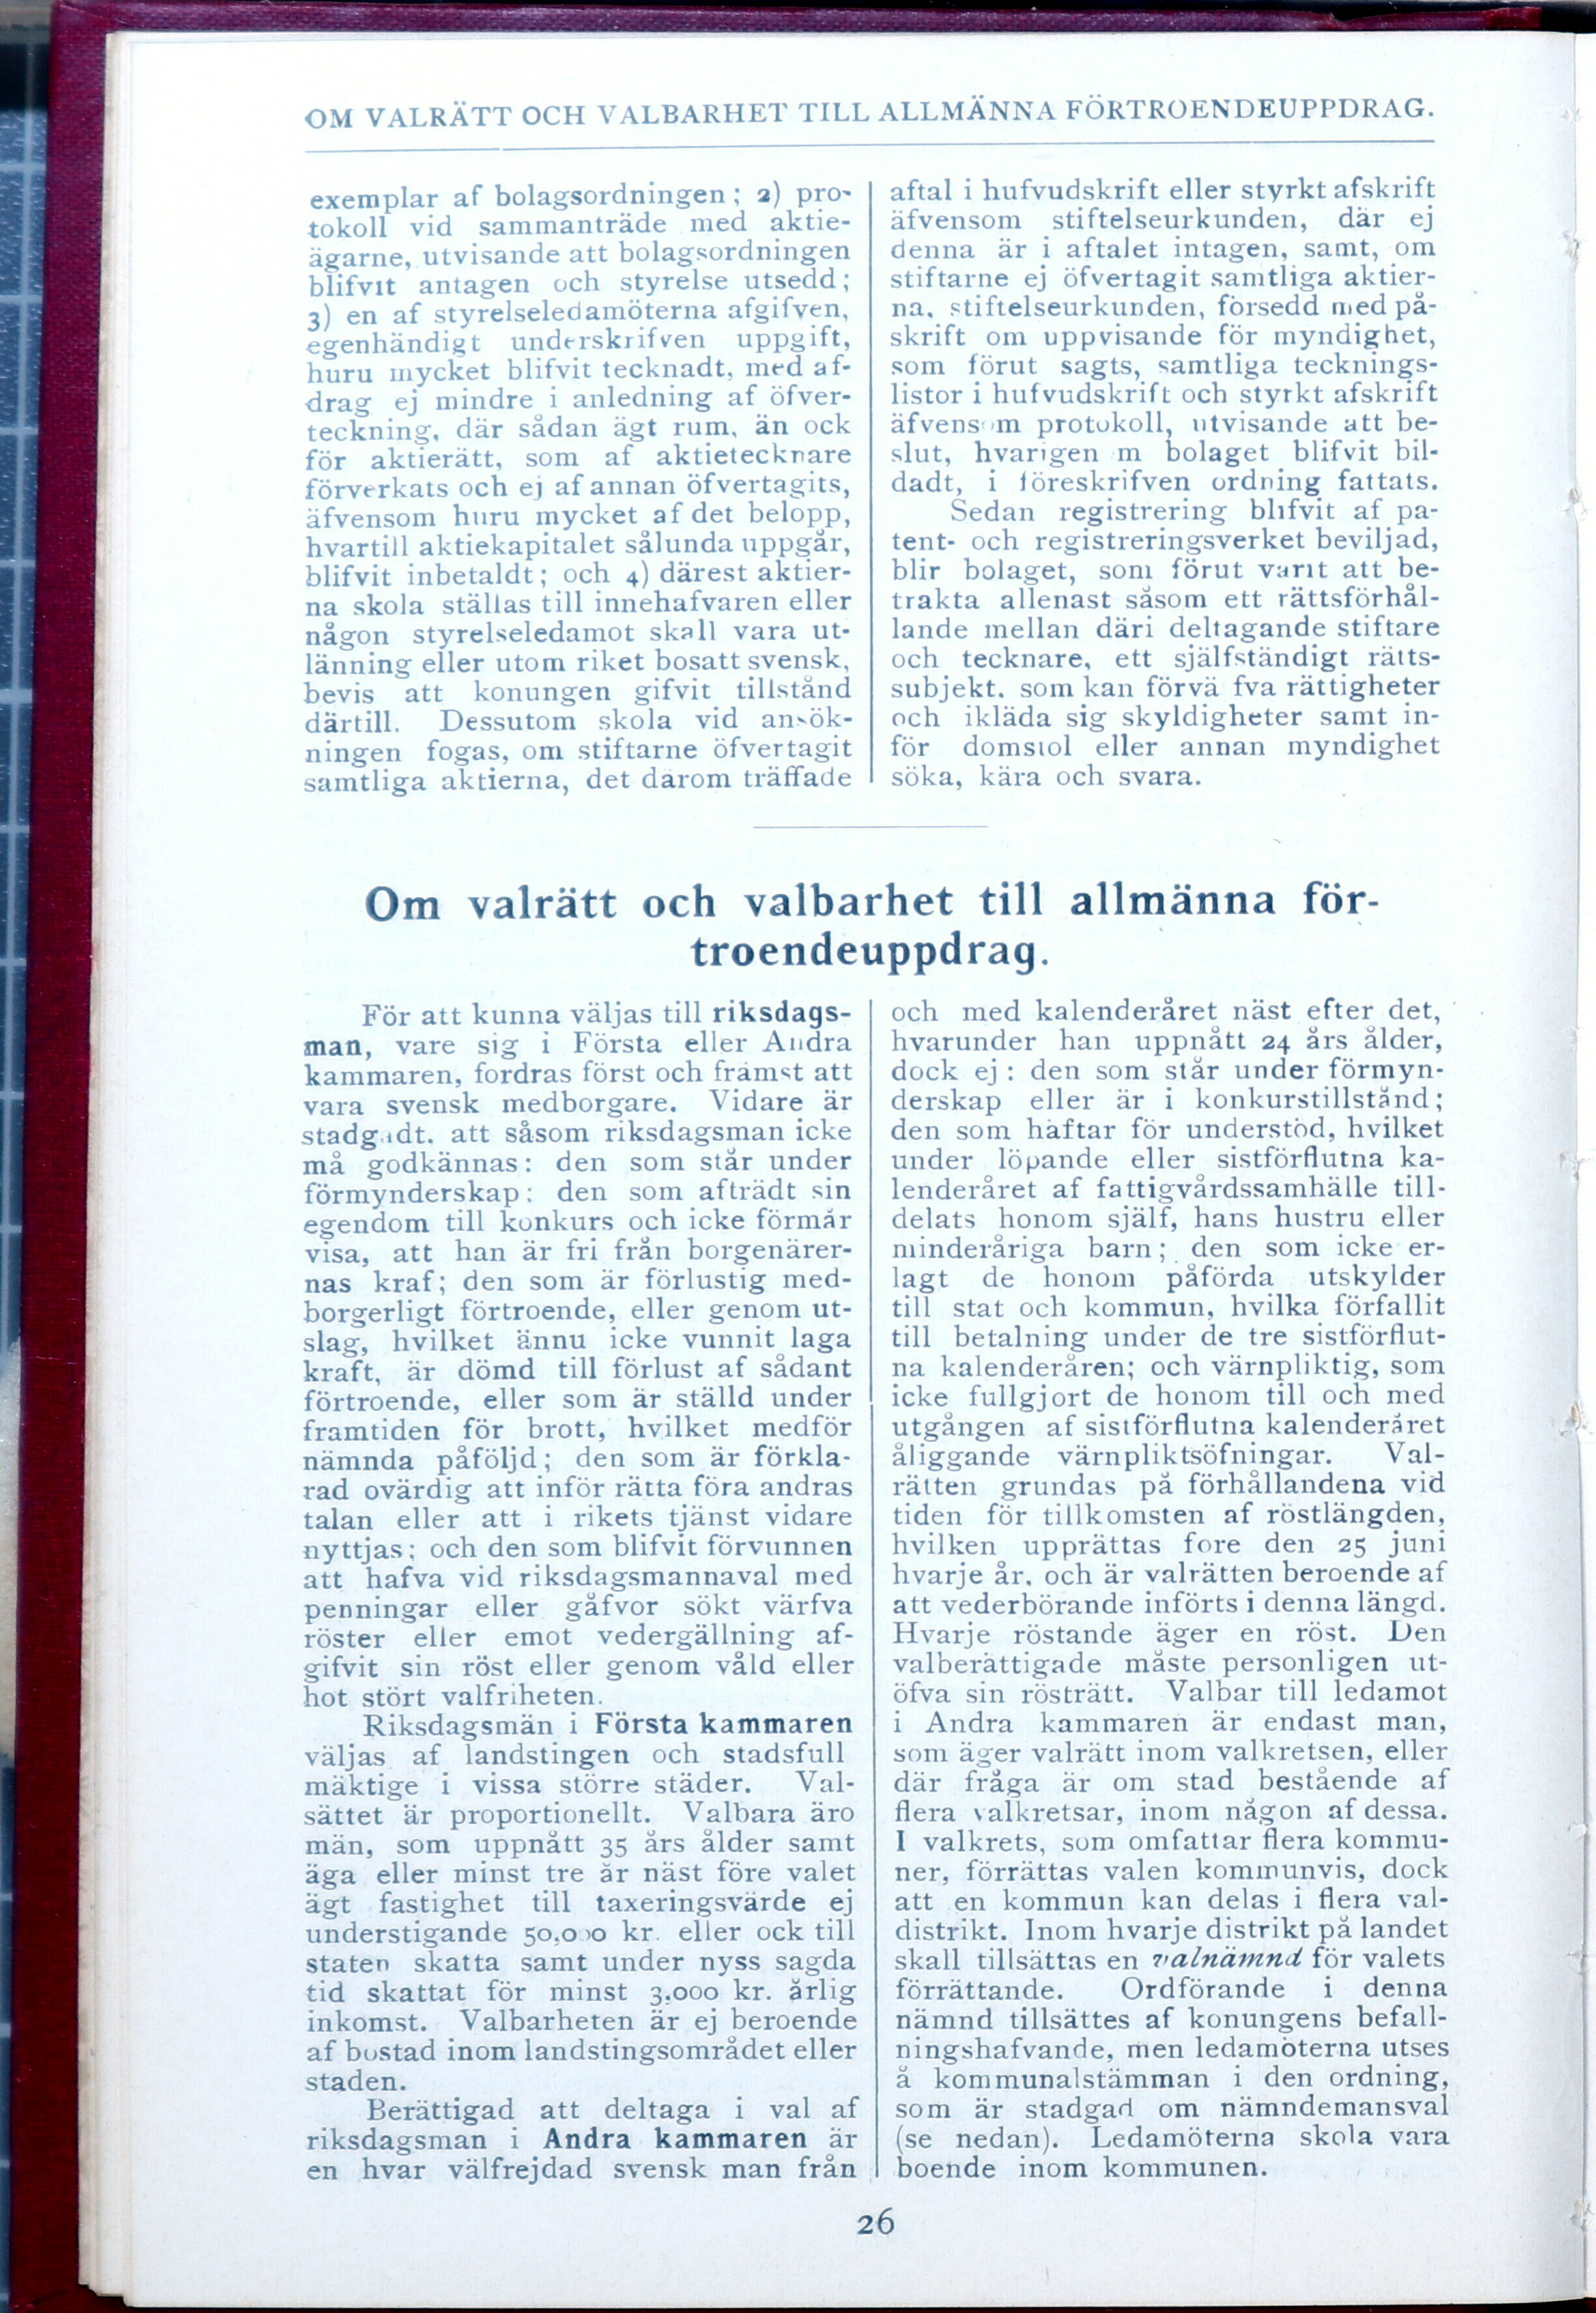 OM VALRÄTT OCH VALBARHET TILL ALLMÄNNA FÖRTROENDEUPPDRAG.
exemplar af bolagsordningen; 2) pro-
tokoll vid sammanträde med aktie-
ägarne, utvisande att bolagsordningen
blifvit antagen och styrelse utsedd;
3) en af styrelseledamöterna afgifven,
egenhändigt underskrifven uppgift,
huru mycket blifvit tecknadt, med af-
drag ej mindre i anledning af öfver-
teckning, där sådan ägt rum, än ock
för aktierätt, som af aktietecknare
förverkats och ej af annan öfvertagits,
äfvensom huru mycket af det belopp,
hvartill aktiekapitalet sålunda uppgår,
blifvit inbetaldt; och 4) därest aktier-
na skola ställas till innehafvaren eller
någon styrelseledamot skall vara ut-
länning eller utom riket bosatt svensk,
bevis att konungen gifvit tillstånd
därtill. Dessutom skola vid ansök-
ningen fogas, om stiftarne öfvertagit
samtliga aktierna, det därom träffade
aftal i hufvudskrift eller styrkt afskrift
äfvensom stiftelseurkunden, där ej
denna är i aftalet intagen, samt, om
stiftarne ej öfvertagit samtliga aktier-
na, stiftelseurkunden, försedd med på-
skrift om uppvisande för myndighet,
som förut sagts, samtliga tecknings-
listor i hufvudskrift och styrkt afskrift
äfvensom protokoll, utvisande att be-
slut, hvarigen m bolaget blifvit bil-
dadt, i föreskrifven ordning fattats.
Sedan registrering blifvit af pa-
tent- och registreringsverket beviljad,
blir bolaget, som förut varit att be-
trakta allenast såsom ett rättsförhål-
lande mellan däri deltagande stiftare
och tecknare, ett själfständigt rätts-
subjekt. som kan förvä fva rättigheter
och ikläda sig skyldigheter samt in-
för domstol eller annan myndighet
söka, kära och svara.
Om valrätt och valbarhet till allmänna för-
troendeuppdrag.
För att kunna väljas till riksdags-
man, vare sig i Första eller Andra
kammaren, fordras först och främst att
vara svensk medborgare. Vidare är
stadgadt. att såsom riksdagsman icke
må godkännas: den som står under
förmynderskap: den som afträdt sin
egendom till konkurs och icke förmår
visa, att han är fri från borgenärer-
nas kraf; den som är förlustig med-
borgerligt förtroende, eller genom ut-
slag, hvilket ännu icke vunnit laga
kraft, är dömd till förlust af sådant
förtroende, eller som är ställd under
framtiden för brott, hvilket medför
nämnda påföljd; den som är förkla-
rad ovärdig att inför rätta föra andras
talan eller att i rikets tjänst vidare
nyttjas; och den som blifvit förvunnen
att hafva vid riksdagsmannaval med
penningar eller gåfvor sökt värfva
röster eller emot vedergällning af-
gifvit sin röst eller genom våld eller
hot stört valfriheten.
Riksdagsmän i Första kammaren
väljas af landstingen och stadsfull
mäktige i vissa större städer. Val-
sättet är proportionellt. Valbara äro
män, som uppnått 35 års ålder samt
äga eller minst tre år näst före valet
ägt fastighet till taxeringsvärde ej
understigande 50,000 kr. eller ock till
staten skatta samt under nyss sagda
tid skattat för minst 3,000 kr. årlig
inkomst. Valbarheten är ej beroende
af bostad inom landstingsområdet eller
staden.
Berättigad att deltaga i val af
riksdagsman i Andra kammaren är
en hvar välfrejdad svensk man från
och med kalenderåret näst efter det,
hvarunder han uppnått 24 års ålder,
dock ej: den som står under förmyn-
derskap eller är i konkurstillstånd;
den som häftar för understöd, hvilket
under löpande eller sistförflutna ka-
lenderåret af fattigvårdssamhälle till-
delats honom själf, hans hustru eller
minderåriga barn; den som icke er-
lagt de honom påförda utskylder
till stat och kommun, hvilka förfallit
till betalning under de tre sistförflut-
na kalenderåren; och värnpliktig, som
icke fullgjort de honom till och med
utgången af sistförflutna kalenderåret
åliggande värnpliktsöfningar. Val-
rätten grundas på förhållandena vid
tiden för tillkomsten af röstlängden,
hvilken upprättas fore den 25 juni
hvarje år, och är valrätten beroende af
att vederbörande införts i denna längd.
Hvarje röstande äger en röst. Den
valberättigade måste personligen ut-
öfva sin rösträtt. Valbar till ledamot
i Andra kammaren är endast man,
som äger valrätt inom valkretsen, eller
där fråga är om stad bestående af
flera valkretsar, inom någon af dessa.
I valkrets, som omfattar flera kommu-
ner, förrättas valen kommunvis, dock
att en kommun kan delas i flera val-
distrikt. Inom hvarje distrikt på landet
skall tillsättas en valnämnd för valets
förrättande. Ordförande i denna
nämnd tillsättes af konungens befall-
ningshafvande, men ledamöterna utses
å kommunalstämman i den ordning,
som är stadgad om nämndemansval
(se nedan). Ledamöterna skola vara
boende inom kommunen.
26